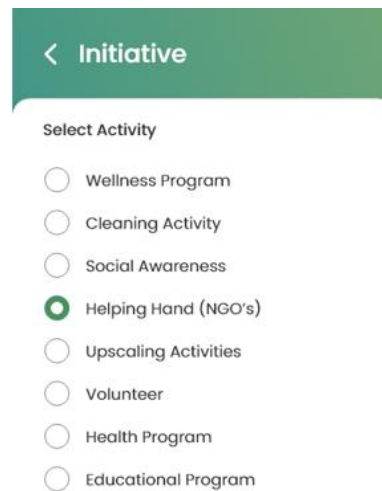 Initiative
Select Activity
Wellness Program
Cleaning Activity
Social Awareness
Helping Hand (NGO's)
Upscaling Activities
Volunteer
Health Program
Educational Program